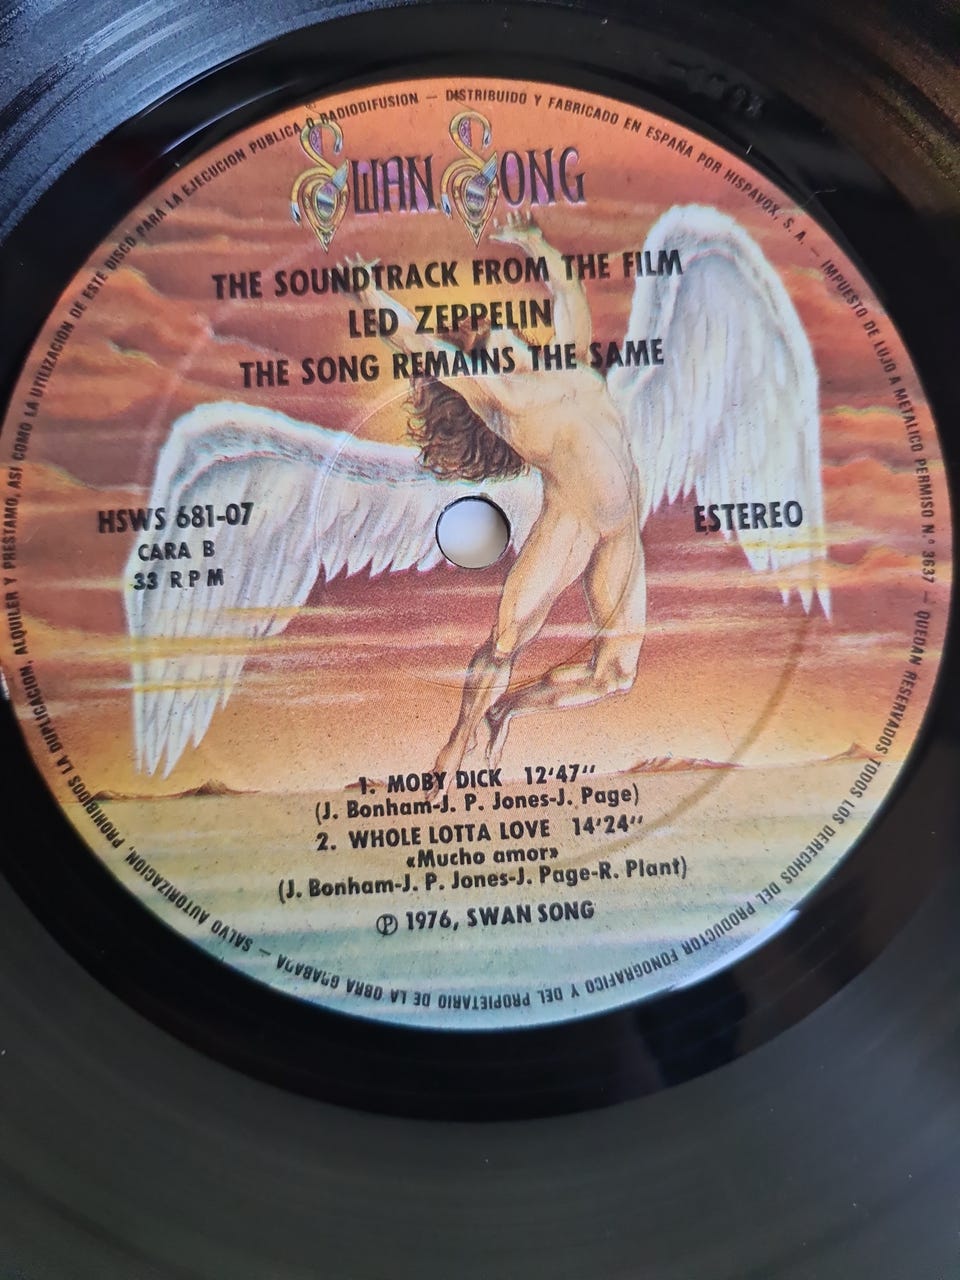 SWAN SONG
THE SOUNDTRACK FROM THE FILM
LED ZEPPELIN
THE SONG REMAINS THE SAME
HSWS 681-07
CARA B
33 RPM
ESTEREO
1. MOBY DICK 12'47"
(J. Bonham-J. P. Jones-J. Page)
2. WHOLE LOTTA LOVE 14'24"
«Mucho amor»
(J. Bonham-J. P. Jones-J. Page-R. Plant)
Ⓟ 1976, SWAN SONG
DISTRIBUIDO Y FABRICADO EN ESPAÑA POR HISPAVOX, S. A. — IMPUESTO DE LUJO A METALICO PERMISO N.° 3637 — QUEDAN RESERVADOS TODOS LOS DERECHOS DEL PRODUCTOR FONOGRAFICO Y DEL PROPIETARIO DE LA OBRA GRABADA — SALVO AUTORIZACION, PROHIBIDOS LA DUPLICACION, ALQUILER Y PRESTAMO, ASI COMO LA UTILIZACION DE ESTE DISCO PARA LA EJECUCION PUBLICA O RADIODIFUSION —